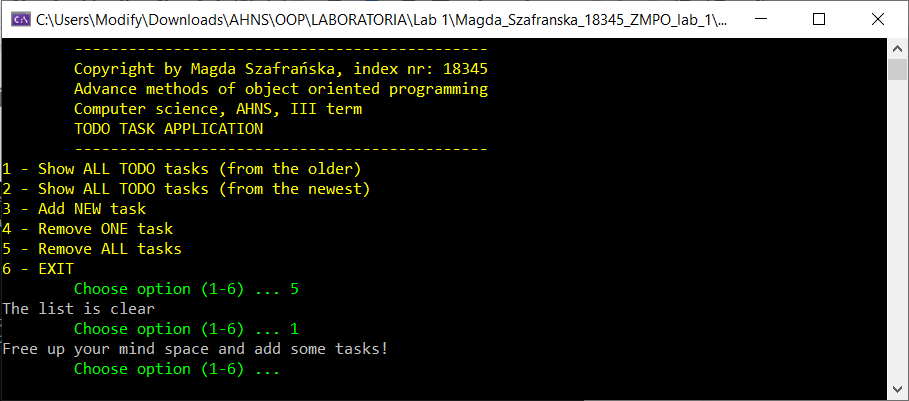 C:\Users\Modify\Downloads\AHNS\OOP\LABORATORIA\Lab 1\Magda_Szafranska_18345_ZMPO_lab_1\...
----------------------------------------------
Copyright by Magda Szafrańska, index nr: 18345
Advance methods of object oriented programming
Computer science, AHNS, III term
TODO TASK APPLICATION
----------------------------------------------
1 - Show ALL TODO tasks (from the older)
2 - Show ALL TODO tasks (from the newest)
3 - Add NEW task
4 - Remove ONE task
5 - Remove ALL tasks
6 - EXIT
Choose option (1-6) ... 5
The list is clear
Choose option (1-6) ... 1
Free up your mind space and add some tasks!
Choose option (1-6) ...